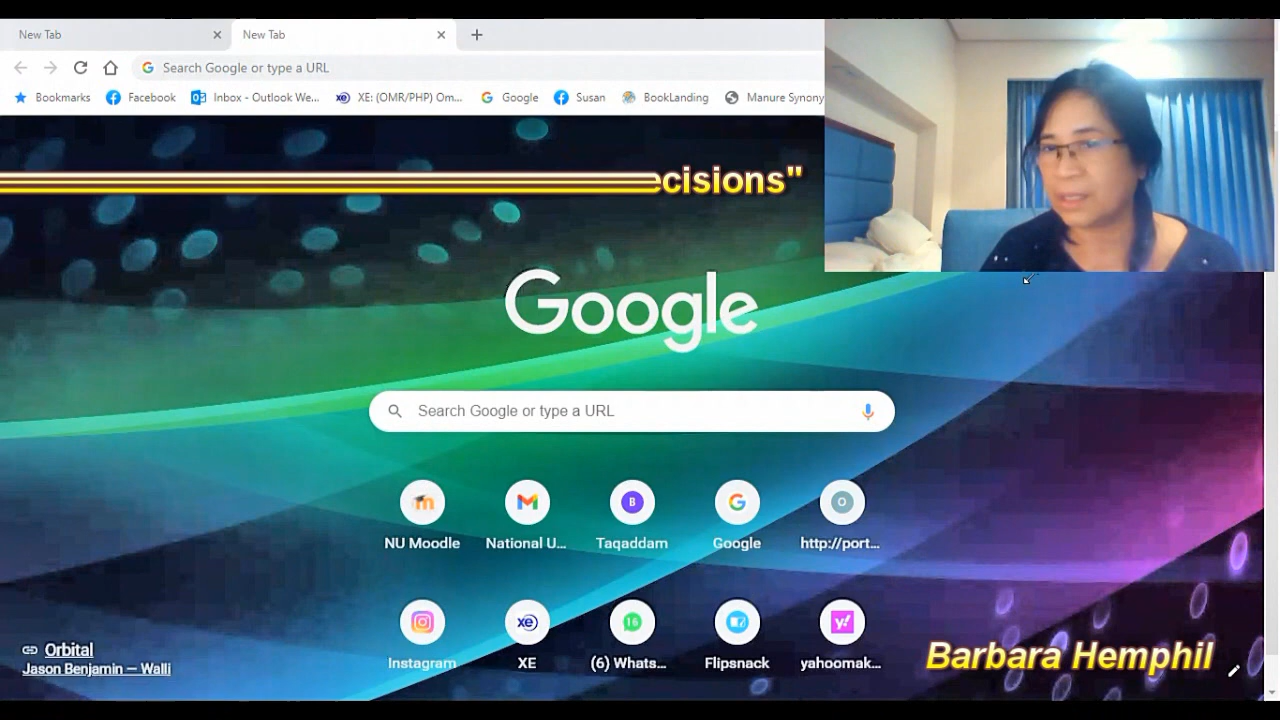 New Tab
New Tab
Search Google or type a URL
Bookmarks Facebook Inbox - Outlook We... XE: (OMR/PHP) Om... Google Susan BookLanding Manure Synony
ecisions"
Google
Search Google or type a URL
NU Moodle National U... Taqaddam Google http://port...
Instagram XE (6) Whats... Flipsnack yahoomak...
Orbital
Jason Benjamin — Walli
Barbara Hemphil